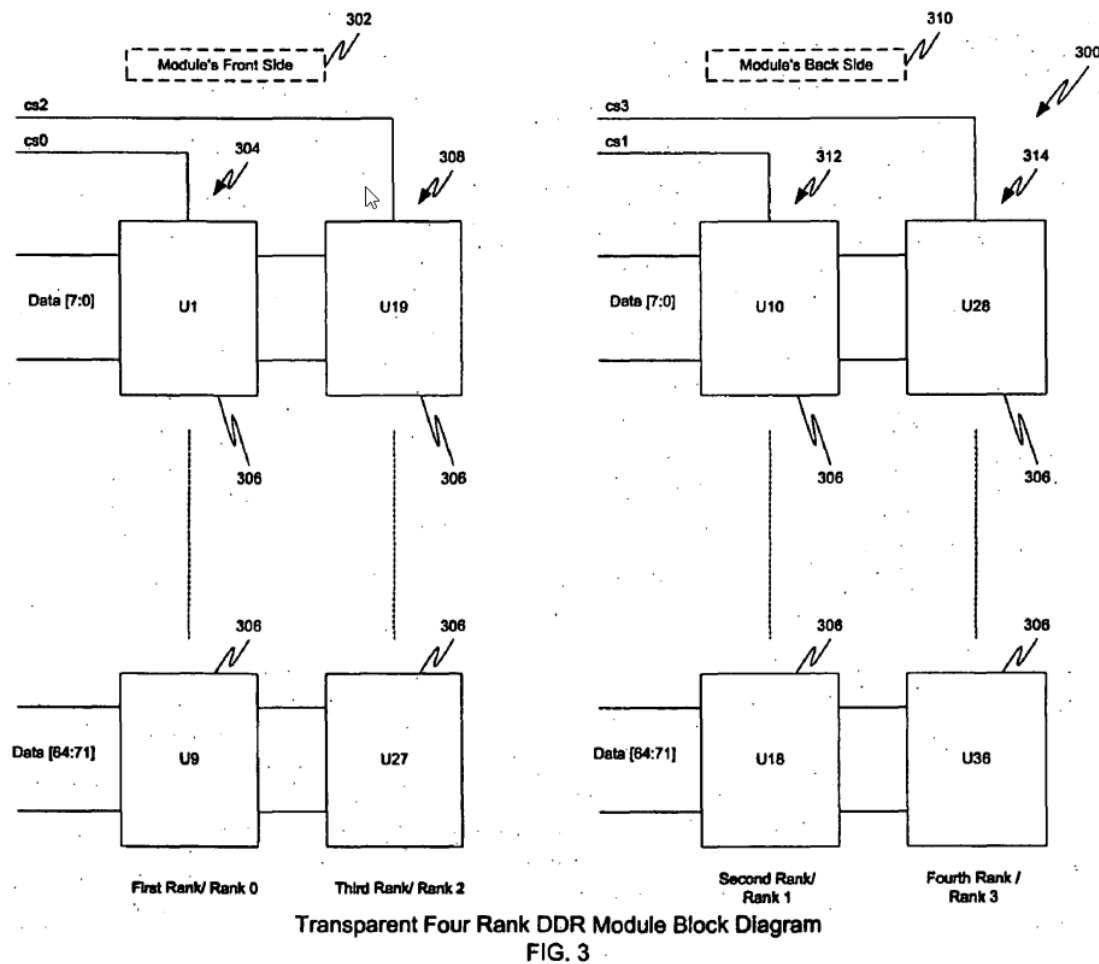 302
310
Module's Front Side
Module's Back Side
300
cs2
cs3
cs0
cs1
304
308
312
314
Data [7:0]
U1
U19
Data [7:0]
U10
U28
306
306
306
306
306
306
306
306
Data [64:71]
U9
U27
Data [64:71]
U18
U36
First Rank/ Rank 0
Third Rank/ Rank 2
Second Rank/
Rank 1
Fourth Rank /
Rank 3
Transparent Four Rank DDR Module Block Diagram
FIG. 3